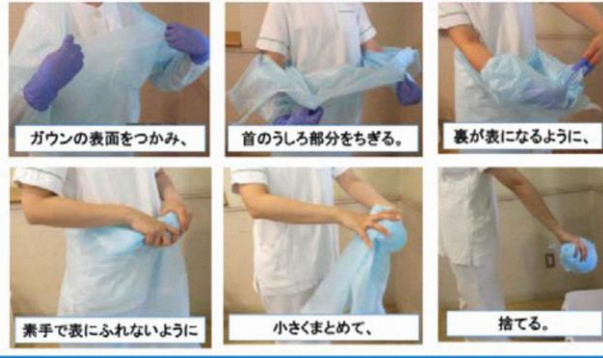 ガウンの表面をつかみ、
首のうしろ部分をちぎる。
裏が表になるように、
素手で表にふれないように
小さくまとめて、
捨てる。